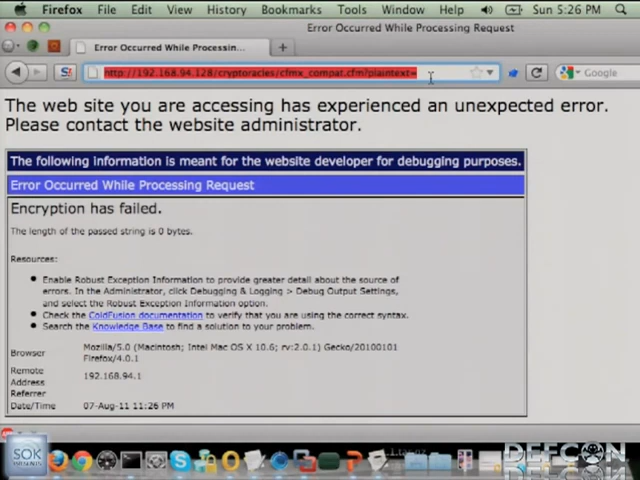 Firefox File Edit View History Bookmarks Tools Window Help Sun 5:26 PM
Error Occurred While Processing Request
Error Occurred While Processin...
http://192.168.94.128/cryptoracles/cfmx_compat.cfm?plaintext=
Google
The web site you are accessing has experienced an unexpected error.
Please contact the website administrator.
The following information is meant for the website developer for debugging purposes.
Error Occurred While Processing Request
Encryption has failed.
The length of the passed string is 0 bytes.
Resources:
Enable Robust Exception Information to provide greater detail about the source of
errors. In the Administrator, click Debugging & Logging > Debug Output Settings,
and select the Robust Exception Information option.
Check the ColdFusion documentation to verify that you are using the correct syntax.
Search the Knowledge Base to find a solution to your problem.
Browser Mozilla/5.0 (Macintosh; Intel Mac OS X 10.6; rv:2.0.1) Gecko/20100101
Firefox/4.0.1
Remote
Address 192.168.94.1
Referrer
Date/Time 07-Aug-11 11:26 PM
SOK
DEFCON